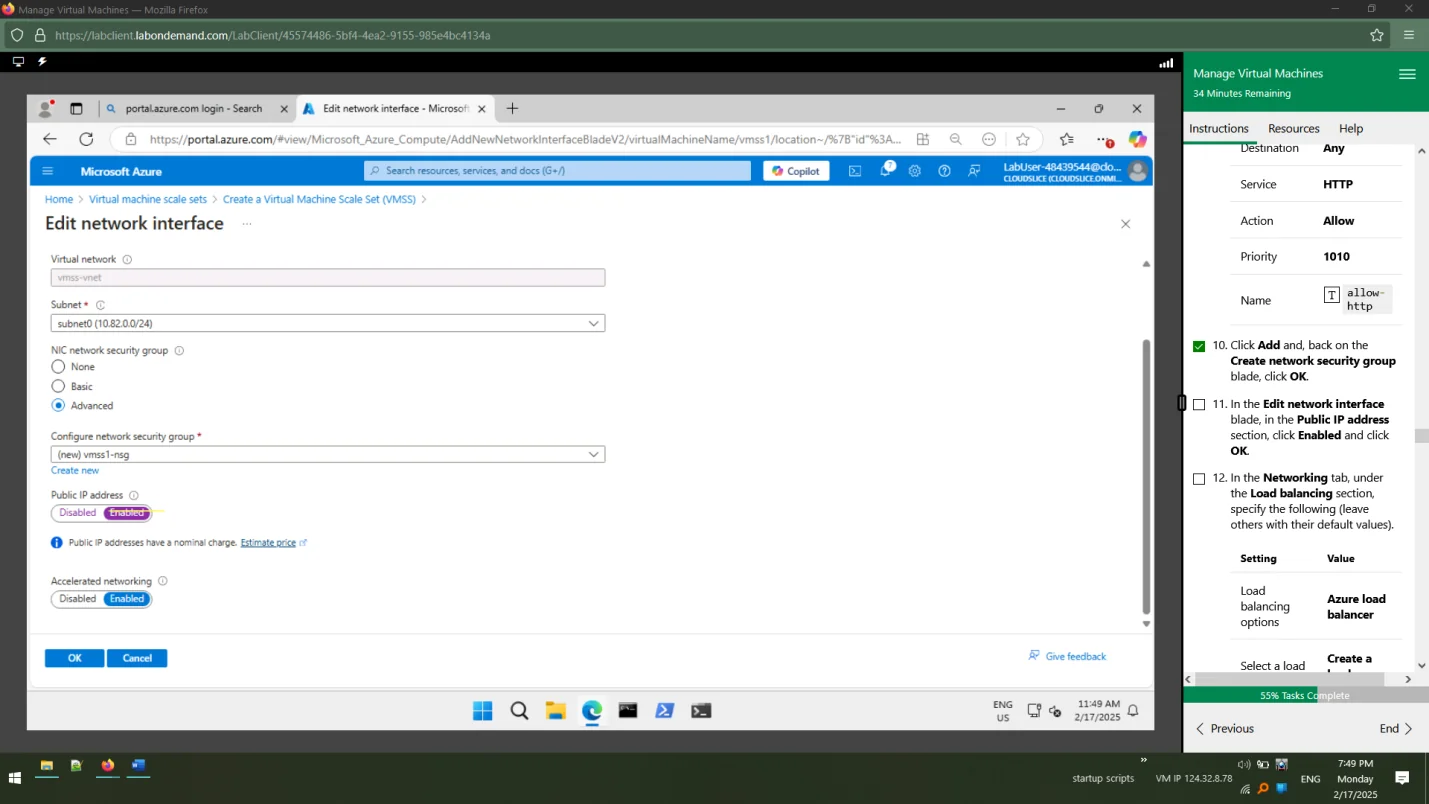 Manage Virtual Machines — Mozilla Firefox
https://labclient.labondemand.com/LabClient/45574486-5bf4-4ea2-9155-985e4bc4134a
portal.azure.com login - Search
Edit network interface - Microsoft
https://portal.azure.com/#view/Microsoft_Azure_Compute/AddNewNetworkInterfaceBladeV2/virtualMachineName/vmss1/location~/%7B"id"%3A...
Microsoft Azure
Search resources, services, and docs (G+/)
Copilot
7
LabUser-48439544@clo...
CLOUDSLICE (CLOUDSLICE.ONMI...
Home > Virtual machine scale sets > Create a Virtual Machine Scale Set (VMSS) >
Edit network interface ...
Virtual network
vmss-vnet
Subnet *
subnet0 (10.82.0.0/24)
NIC network security group
None
Basic
Advanced
Configure network security group *
(new) vmss1-nsg
Create new
Public IP address
Disabled Enabled
Public IP addresses have a nominal charge. Estimate price
Accelerated networking
Disabled Enabled
OK Cancel
Give feedback
ENG
US
11:49 AM
2/17/2025
Manage Virtual Machines
34 Minutes Remaining
Instructions Resources Help
Destination Any
Service HTTP
Action Allow
Priority 1010
Name T allow-
http
10. Click Add and, back on the
Create network security group
blade, click OK.
11. In the Edit network interface
blade, in the Public IP address
section, click Enabled and click
OK.
12. In the Networking tab, under
the Load balancing section,
specify the following (leave
others with their default values).
Setting Value
Load
balancing
options
Azure load
balancer
Select a load
Create a
55% Tasks Complete
Previous End
startup scripts
VM IP 124.32.8.78
ENG
7:49 PM
Monday
2/17/2025